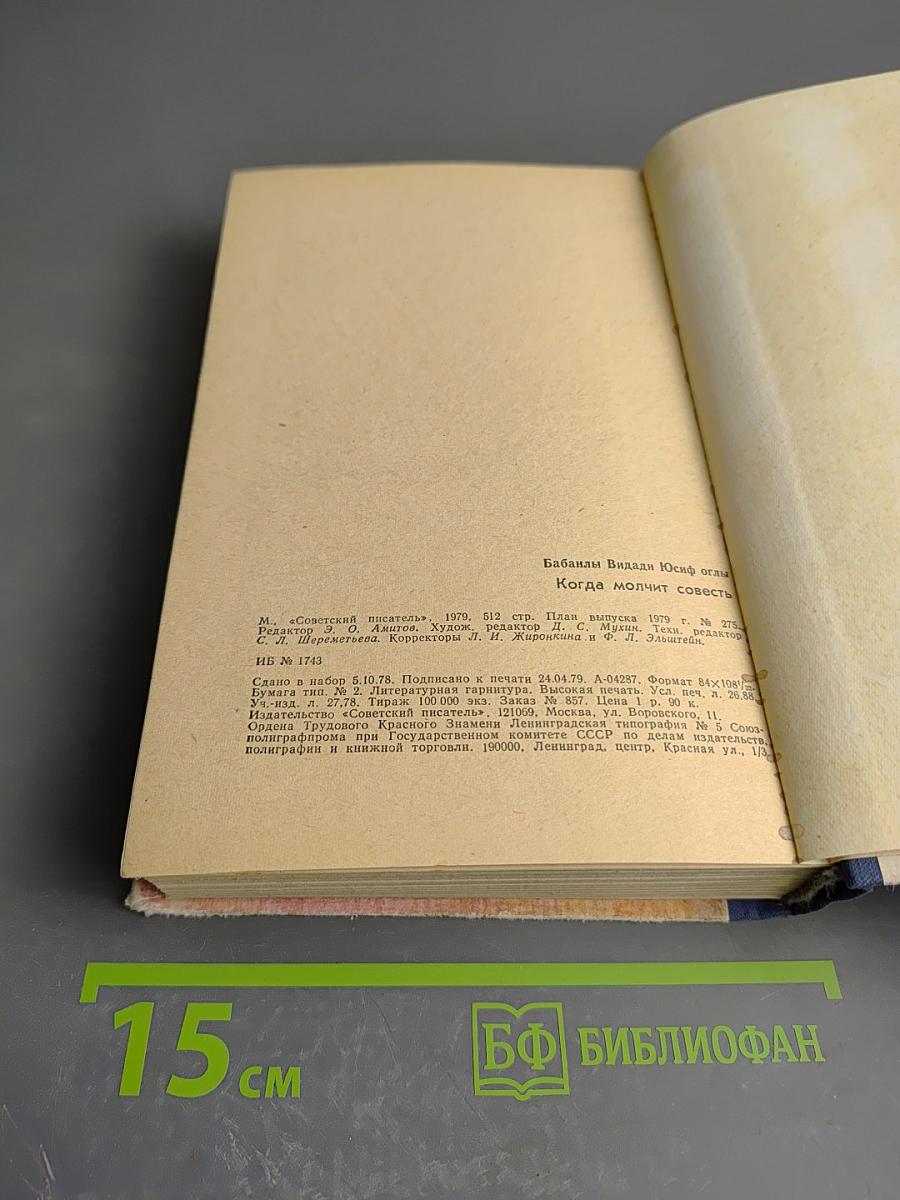 Бабанлы Видади Юсиф оглы
Когда молчит совесть
М., «Советский писатель», 1979, 512 стр. План выпуска 1979 г. № 275.
Редактор Э. О. Амитов. Худож. редактор Д. С. Мухин. Техн. редактор
С. Л. Шереметьева. Корректоры Л. И. Жиронкина и Ф. Л. Эльштейн.
ИБ № 1743
Сдано в набор 5.10.78. Подписано к печати 24.04.79. А-04287. Формат 84×108¹/₃₂.
Бумага тип. № 2. Литературная гарнитура. Высокая печать. Усл. печ. л. 26,88.
Уч.-изд. л. 27,78. Тираж 100 000 экз. Заказ № 857. Цена 1 р. 90 к.
Издательство «Советский писатель», 121069, Москва, ул. Воровского, 11.
Ордена Трудового Красного Знамени Ленинградская типография № 5 Союз-
полиграфпрома при Государственном комитете СССР по делам издательств,
полиграфии и книжной торговли. 190000, Ленинград, центр, Красная ул., 1/3.
15 см
БФ БИБЛИОФАН